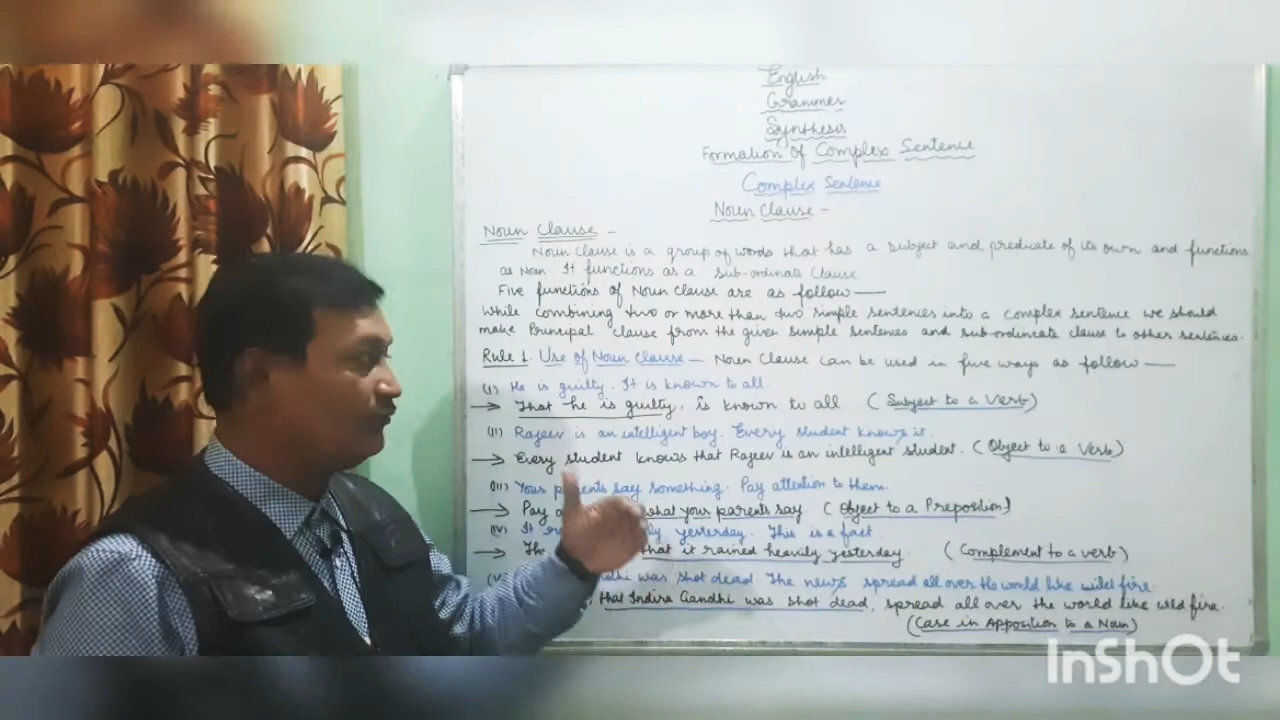 English
Grammer
Synthesis
Formation Of Complex Sentence
Complex Sentence
Noun Clause -
Noun Clause -
Noun Clause is a group of words that has a subject and predicate of its own and functions
as Noun. It functions as a sub-ordinate Clause
Five functions of Noun Clause are as follow —
While combining two or more than two simple sentences into a complex sentence we should
make Principal Clause from the given simple sentences and sub-ordincate clause to other sentences.
Rule 1. Use of Noun Clause — Noun Clause can be used in five ways as follow —
(I) He is guilty. It is known to all.
→ That he is guilty, is known to all. (Subject to a Verb)
(II) Rajeev is an intelligent boy. Every student knows it.
→ Every student knows that Rajeev is an intelligent student. (Object to a Verb)
(III) Your parents say something. Pay attention to them.
→ Pay what your parents say (Object to a Preposition)
(IV) It yesterday. This is a fact.
→ The that it rained heavily yesterday. (Complement to a verb)
was shot dead. The news spread all over the world like wild fire.
that Indira Gandhi was shot dead, spread all over the world like wild fire.
(Case in Apposition to a Noun)
InShOt